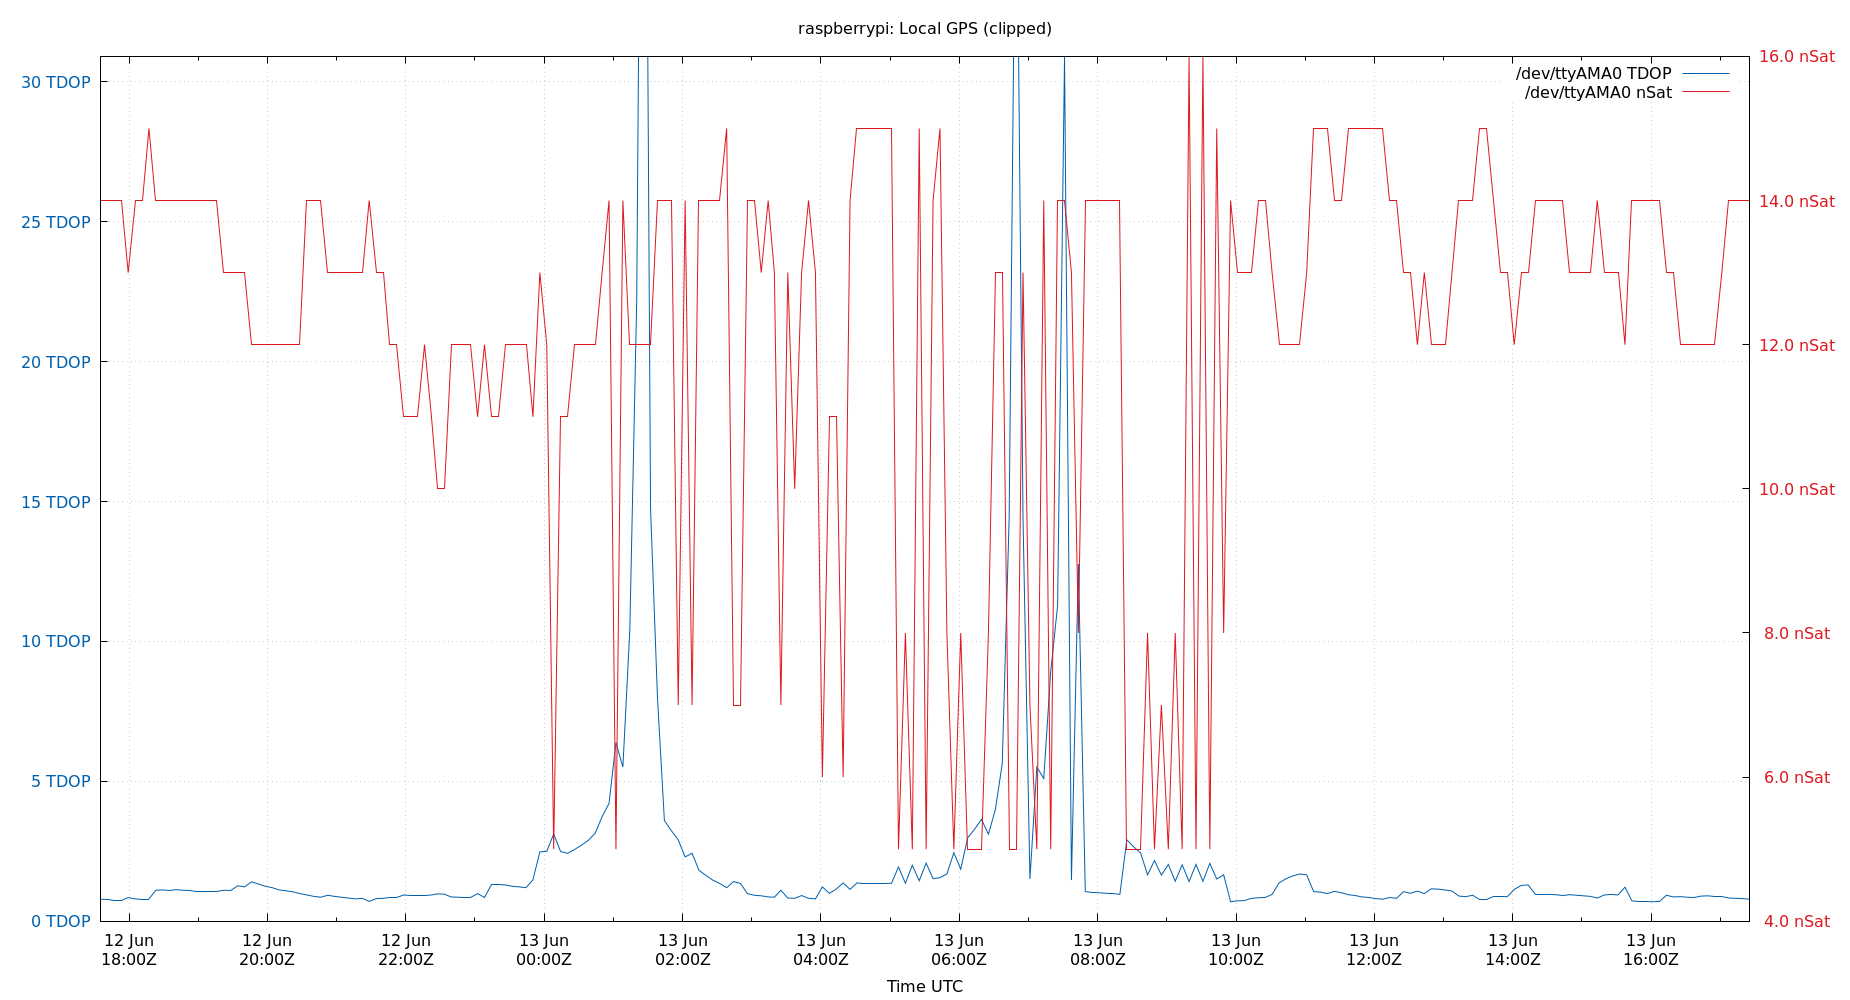 raspberrypi: Local GPS (clipped)
/dev/ttyAMA0 TDOP
/dev/ttyAMA0 nSat
30 TDOP
25 TDOP
20 TDOP
15 TDOP
10 TDOP
5 TDOP
0 TDOP
16.0 nSat
14.0 nSat
12.0 nSat
10.0 nSat
8.0 nSat
6.0 nSat
4.0 nSat
12 Jun
18:00Z
12 Jun
20:00Z
12 Jun
22:00Z
13 Jun
00:00Z
13 Jun
02:00Z
13 Jun
04:00Z
13 Jun
06:00Z
13 Jun
08:00Z
13 Jun
10:00Z
13 Jun
12:00Z
13 Jun
14:00Z
13 Jun
16:00Z
Time UTC